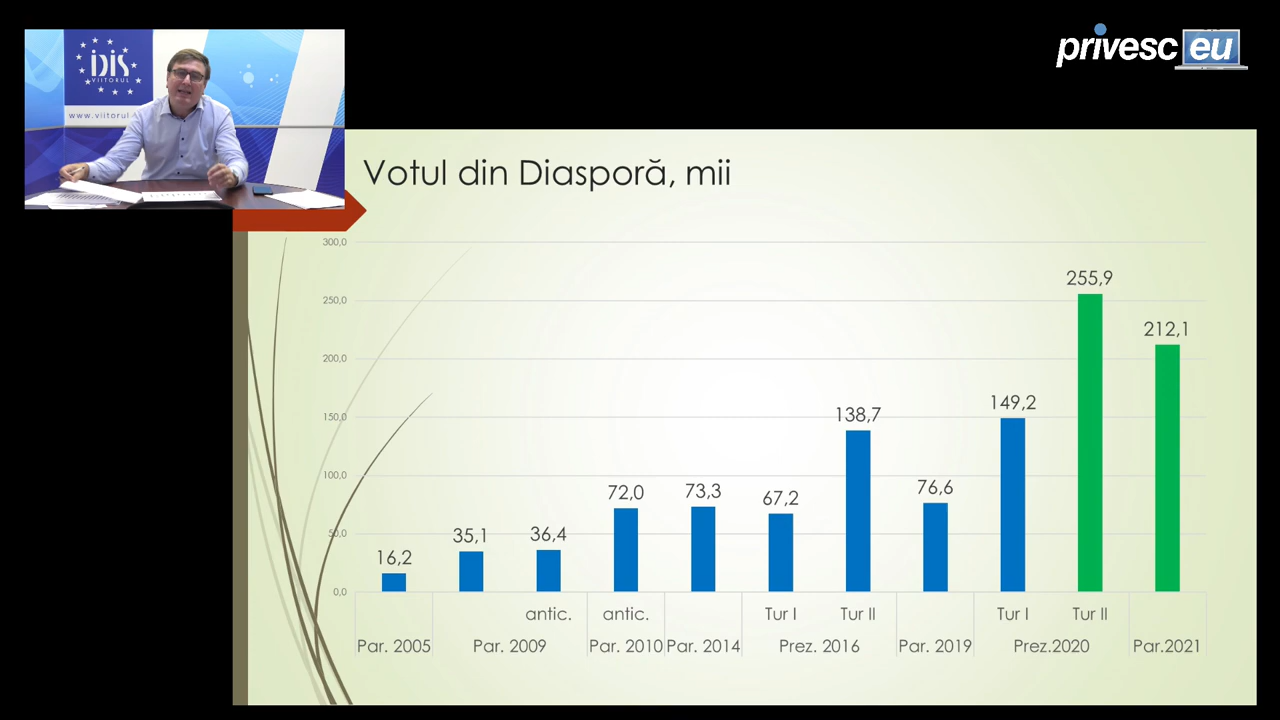 privesc eu
IDIS
VIITORUL
www.viitorul
Votul din Diasporă, mii
300,0
250,0
200,0
150,0
100,0
50,0
0,0
16,2
35,1
36,4
72,0
73,3
67,2
138,7
76,6
149,2
255,9
212,1
antic. antic. Tur I Tur II Tur I Tur II
Par. 2005 Par. 2009 Par. 2010 Par. 2014 Prez. 2016 Par. 2019 Prez.2020 Par.2021